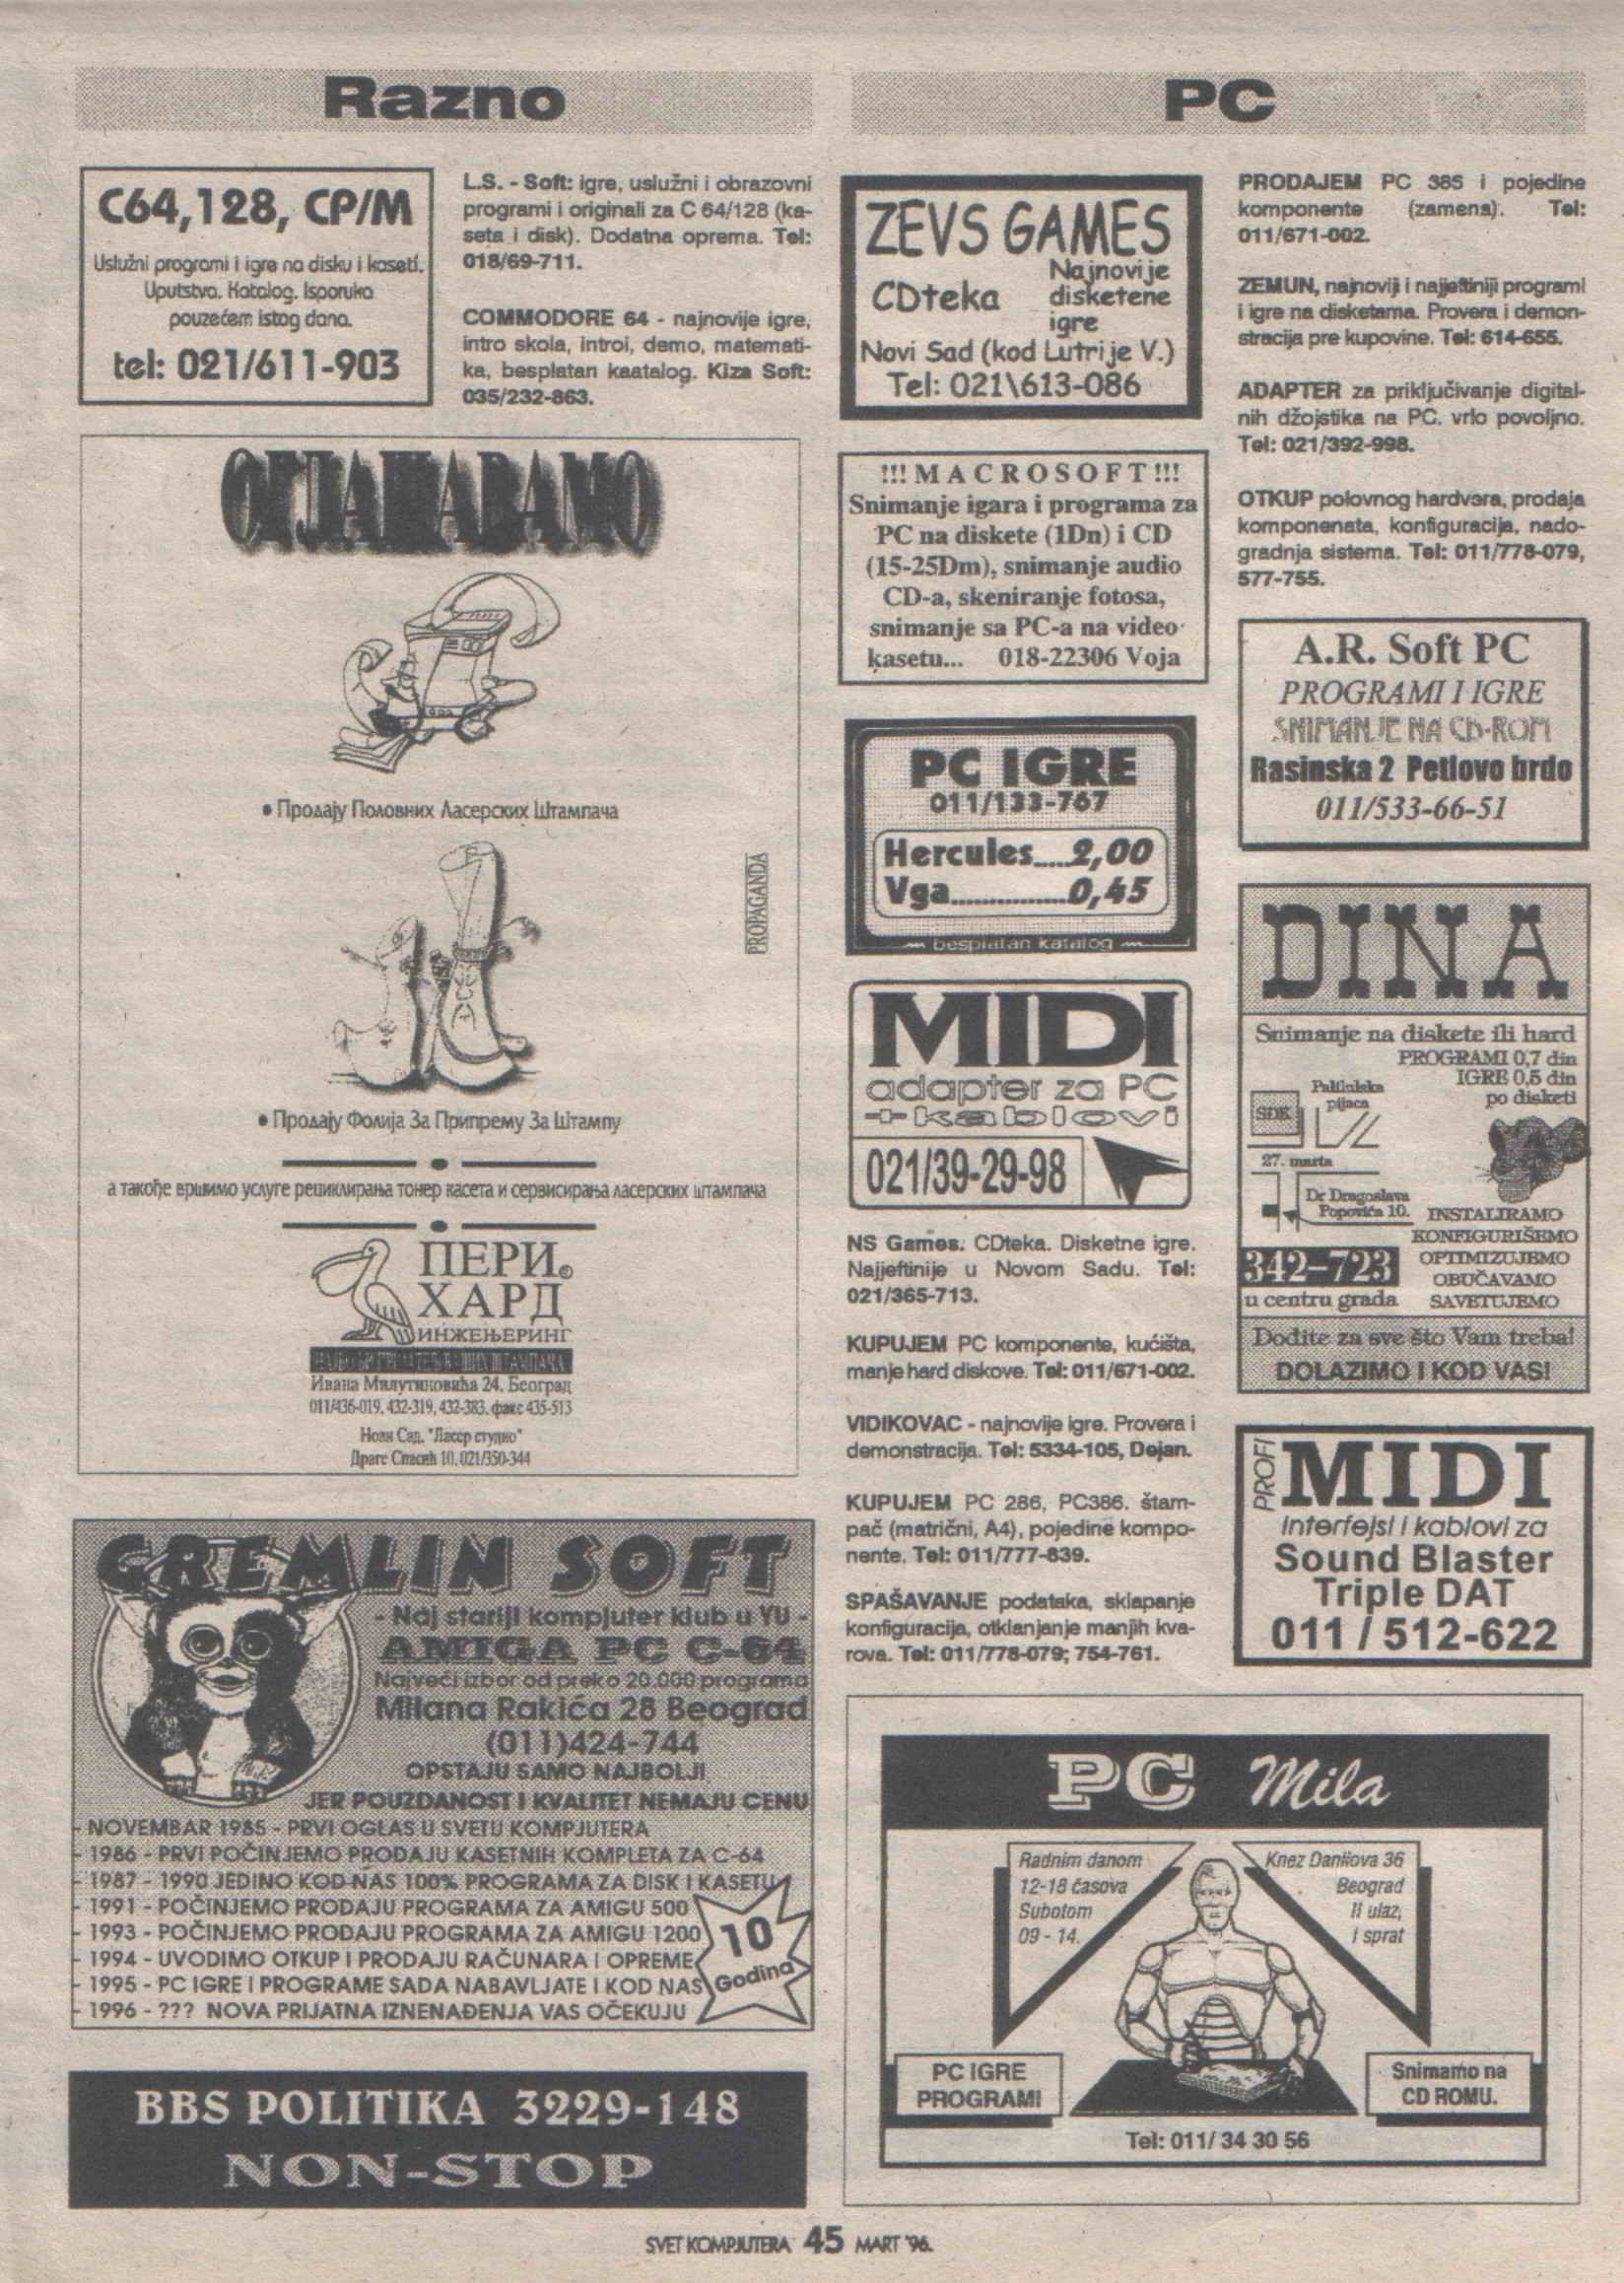 Razno
C64,128, CP/M
Uslužni programi i igre na disku i kaseti.
Uputstva. Katalog. Isporuka
pouzećem istog dana.
tel: 021/611-903
L.S. - Soft: igre, uslužni i obrazovni
programi i originali za C 64/128 (ka-
seta i disk). Dodatna oprema. Tel:
018/69-711.
COMMODORE 64 - najnovije igre,
intro skola, introi, demo, matemati-
ka, besplatan kaatalog. Kiza Soft:
035/232-863.
ОГЛАШАВАМО
• Продају Половних Ласерских Штампача
PROPAGANDA
• Продају Фолија За Припрему За Штампу
а такође вршимо услуге рециклирања тонер касета и сервисирања ласерских штампача
ПЕРИ
ХАРД
ИНЖЕЊЕРИНГ
Ивана Милутиновића 24, Београд
011/436-019, 432-319, 432-383, факс 435-513
Нови Сад, "Ласер студио"
Драге Спасић 10, 021/350-344
GREMLIN SOFT
- Naj stariji kompjuter klub u YU -
AMIGA PC C-64
Najveći izbor od preko 20.000 programa
Milana Rakića 28 Beograd
(011)424-744
OPSTAJU SAMO NAJBOLJI
JER POUZDANOST I KVALITET NEMAJU CENU
- NOVEMBAR 1985 - PRVI OGLAS U SVETU KOMPJUTERA
- 1986 - PRVI POČINJEMO PRODAJU KASETNIH KOMPLETA ZA C-64
- 1987 - 1990 JEDINO KOD NAS 100% PROGRAMA ZA DISK I KASETU
- 1991 - POČINJEMO PRODAJU PROGRAMA ZA AMIGU 500
- 1993 - POČINJEMO PRODAJU PROGRAMA ZA AMIGU 1200
- 1994 - UVODIMO OTKUP I PRODAJU RAČUNARA I OPREME
- 1995 - PC IGRE I PROGRAME SADA NABAVLJATE I KOD NAS
- 1996 - ??? NOVA PRIJATNA IZNENAĐENJA VAS OČEKUJU
10
Godina
BBS POLITIKA 3229-148
NON-STOP
PC
ZEVS GAMES
CDteka
Najnovije
disketene
igre
Novi Sad (kod Lutrije V.)
Tel: 021\613-086
!!! M A C R O S O F T !!!
Snimanje igara i programa za
PC na diskete (1Dn) i CD
(15-25Dm), snimanje audio
CD-a, skeniranje fotosa,
snimanje sa PC-a na video
kasetu... 018-22306 Voja
PC IGRE
011/133-767
Hercules....2,00
Vga..............0,45
besplatan katalog
MIDI
adapter za PC
+kablovi
021/39-29-98
NS Games. CDteka. Disketne igre.
Najjeftinije u Novom Sadu. Tel:
021/365-713.
KUPUJEM PC komponente, kućišta,
manje hard diskove. Tel: 011/671-002.
VIDIKOVAC - najnovije igre. Provera i
demonstracija. Tel: 5334-105, Dejan.
KUPUJEM PC 286, PC386. štam-
pač (matrični, A4), pojedine kompo-
nente. Tel: 011/777-839.
SPAŠAVANJE podataka, sklapanje
konfiguracija, otklanjanje manjih kva-
rova. Tel: 011/778-079; 754-761.
PRODAJEM PC 385 i pojedine
komponente (zamena). Tel:
011/671-002.
ZEMUN, najnoviji i najjeftiniji programi
i igre na disketama. Provera i demon-
stracija pre kupovine. Tel: 614-655.
ADAPTER za priključivanje digital-
nih džojstika na PC. vrlo povoljno.
Tel: 021/392-998.
OTKUP polovnog hardvera, prodaja
komponenata, konfiguracija, nado-
gradnja sistema. Tel: 011/778-079,
577-755.
A.R. Soft PC
PROGRAMI I IGRE
SNIMANJE NA CD-ROM
Rasinska 2 Petlovo brdo
011/533-66-51
DINA
Snimanje na diskete ili hard
PROGRAMI 0,7 din
IGRE 0,5 din
po disketi
Palilulska
pijaca
SDK
27. marta
Dr Dragoslava
Popovića 10.
INSTALIRAMO
KONFIGURIŠEMO
OPTIMIZUJEMO
OBUČAVAMO
SAVETUJEMO
342-723
u centru grada
Dođite za sve što Vam treba!
DOLAZIMO I KOD VAS!
PROFI
MIDI
interfejsi i kablovi za
Sound Blaster
Triple DAT
011 / 512-622
PC Mila
Radnim danom
12-18 časova
Subotom
09 - 14.
Knez Danilova 36
Beograd
II ulaz,
I sprat
PC IGRE
PROGRAMI
Snimamo na
CD ROMU.
Tel: 011/ 34 30 56
SVET KOMPJUTERA 45 MART '96.